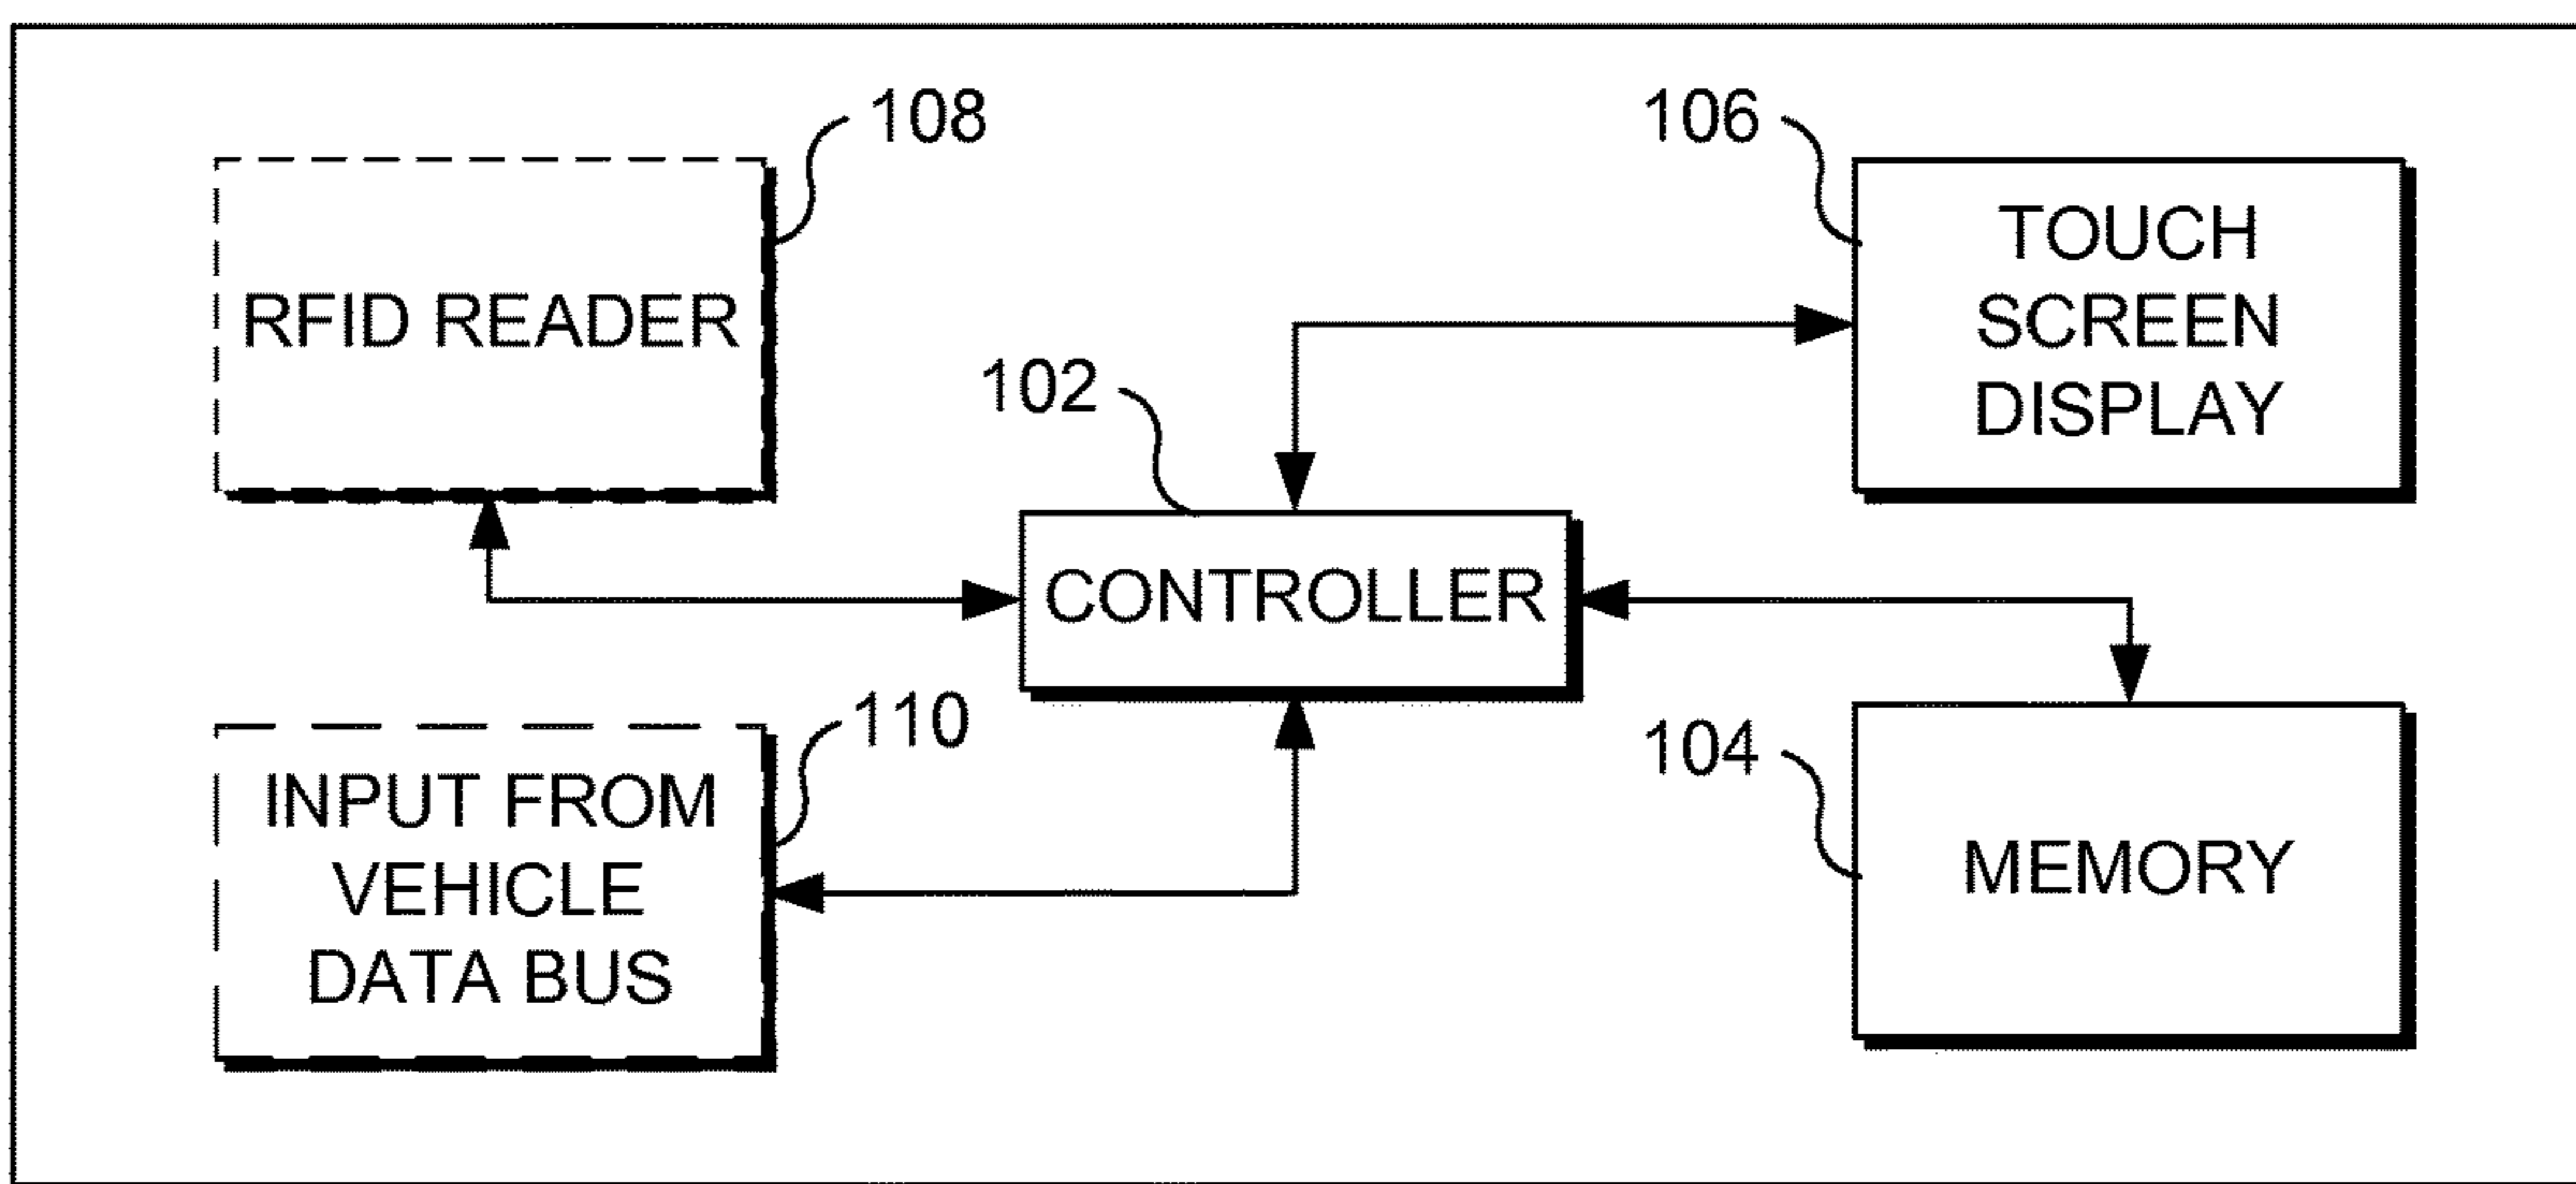 108
RFID READER
106
TOUCH
SCREEN
DISPLAY
102
CONTROLLER
110
INPUT FROM
VEHICLE
DATA BUS
104
MEMORY